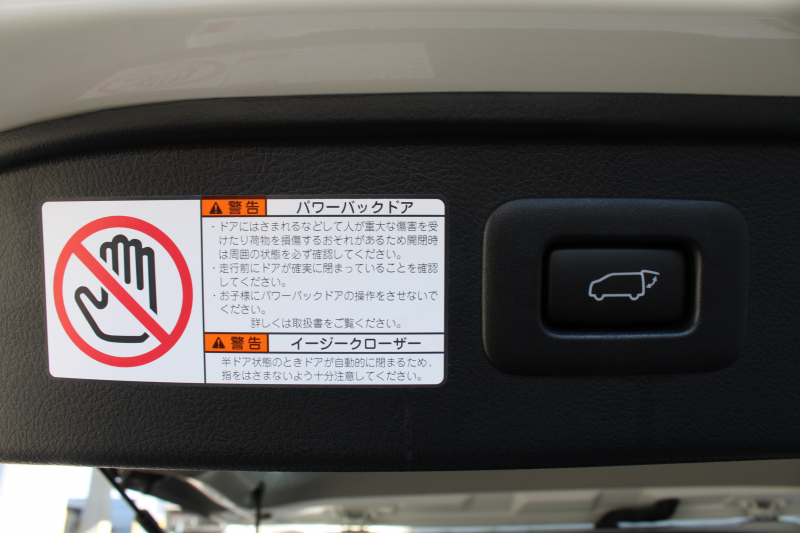 警告 パワーバックドア
・ドアにはさまれるなどして人が重大な傷害を受
けたり荷物を損傷するおそれがあるため開閉時
は周囲の状態を必ず確認してください。
・走行前にドアが確実に閉まっていることを確認
してください。
・お子様にパワーバックドアの操作をさせないで
ください。
詳しくは取扱書をご覧ください。
警告 イージークローザー
半ドア状態のときドアが自動的に閉まるため、
指をはさまないよう十分注意してください。